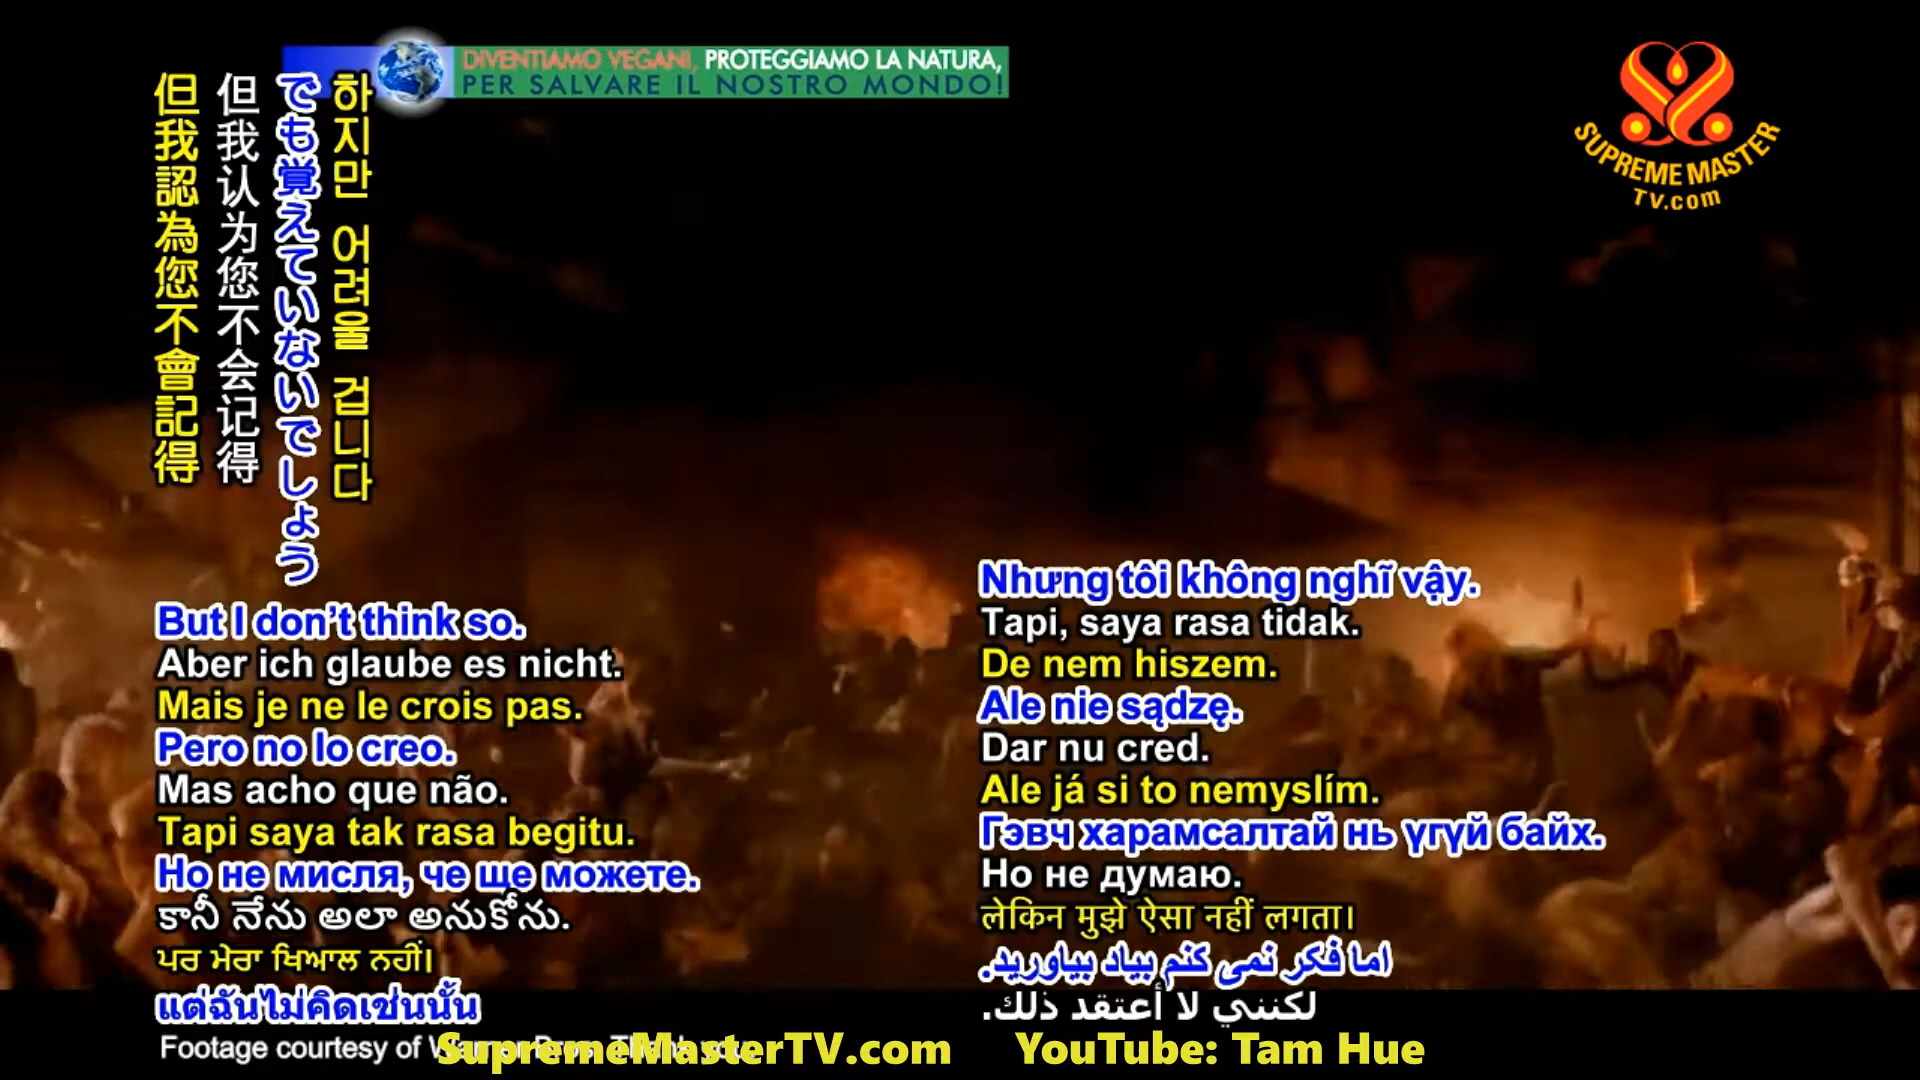 DIVENTIAMO VEGANI, PROTEGGIAMO LA NATURA,
PER SALVARE IL NOSTRO MONDO!
SUPREME MASTER
TV.com
하지만 어려울 겁니다
でも覚えていないでしょう
但我认为您不会记得
但我認為您不會記得
But I don't think so.
Aber ich glaube es nicht.
Mais je ne le crois pas.
Pero no lo creo.
Mas acho que não.
Tapi saya tak rasa begitu.
Но не мисля, че ще можете.
కానీ నేను అలా అనుకోను.
ਪਰ ਮੇਰਾ ਖਿਆਲ ਨਹੀਂ।
แต่ฉันไม่คิดเช่นนั้น
Nhưng tôi không nghĩ vậy.
Tapi, saya rasa tidak.
De nem hiszem.
Ale nie sądzę.
Dar nu cred.
Ale já si to nemyslím.
Гэвч харамсалтай нь үгүй байх.
Но не думаю.
लेकिन मुझे ऐसा नहीं लगता।
اما فکر نمی کنم بیاد بیاورید.
لكنني لا أعتقد ذلك.
Footage courtesy of
SupremeMasterTV.com YouTube: Tam Hue